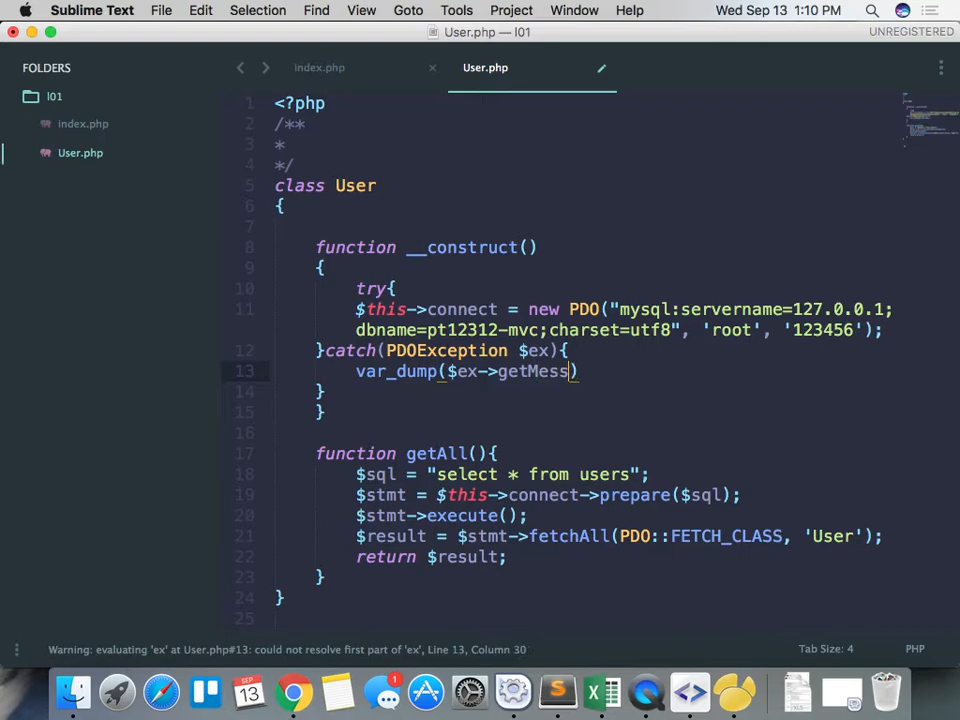 Sublime Text File Edit Selection Find View Goto Tools Project Window Help Wed Sep 13 1:10 PM
User.php — l01 UNREGISTERED
FOLDERS
l01
index.php
User.php
index.php × User.php
1 <?php
2 /**
3 *
4 */
5 class User
6 {
7
8 function __construct()
9 {
10 try{
11 $this->connect = new PDO("mysql:servername=127.0.0.1;
dbname=pt12312-mvc;charset=utf8", 'root', '123456');
12 }catch(PDOException $ex){
13 var_dump($ex->getMess)
14 }
15 }
16
17 function getAll(){
18 $sql = "select * from users";
19 $stmt = $this->connect->prepare($sql);
20 $stmt->execute();
21 $result = $stmt->fetchAll(PDO::FETCH_CLASS, 'User');
22 return $result;
23 }
24 }
25
Warning: evaluating 'ex' at User.php#13: could not resolve first part of 'ex', Line 13, Column 30 Tab Size: 4 PHP
SEP
13
1